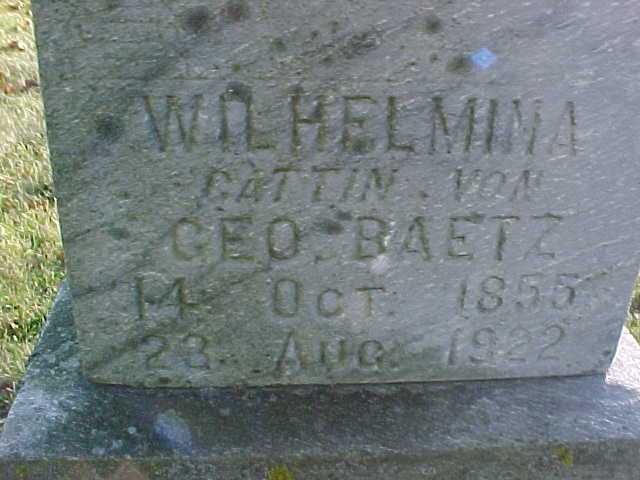 WILHELMINA
GATTIN. VON
GEO. BAETZ
14 OCT. 1855
23 AUG. 1922